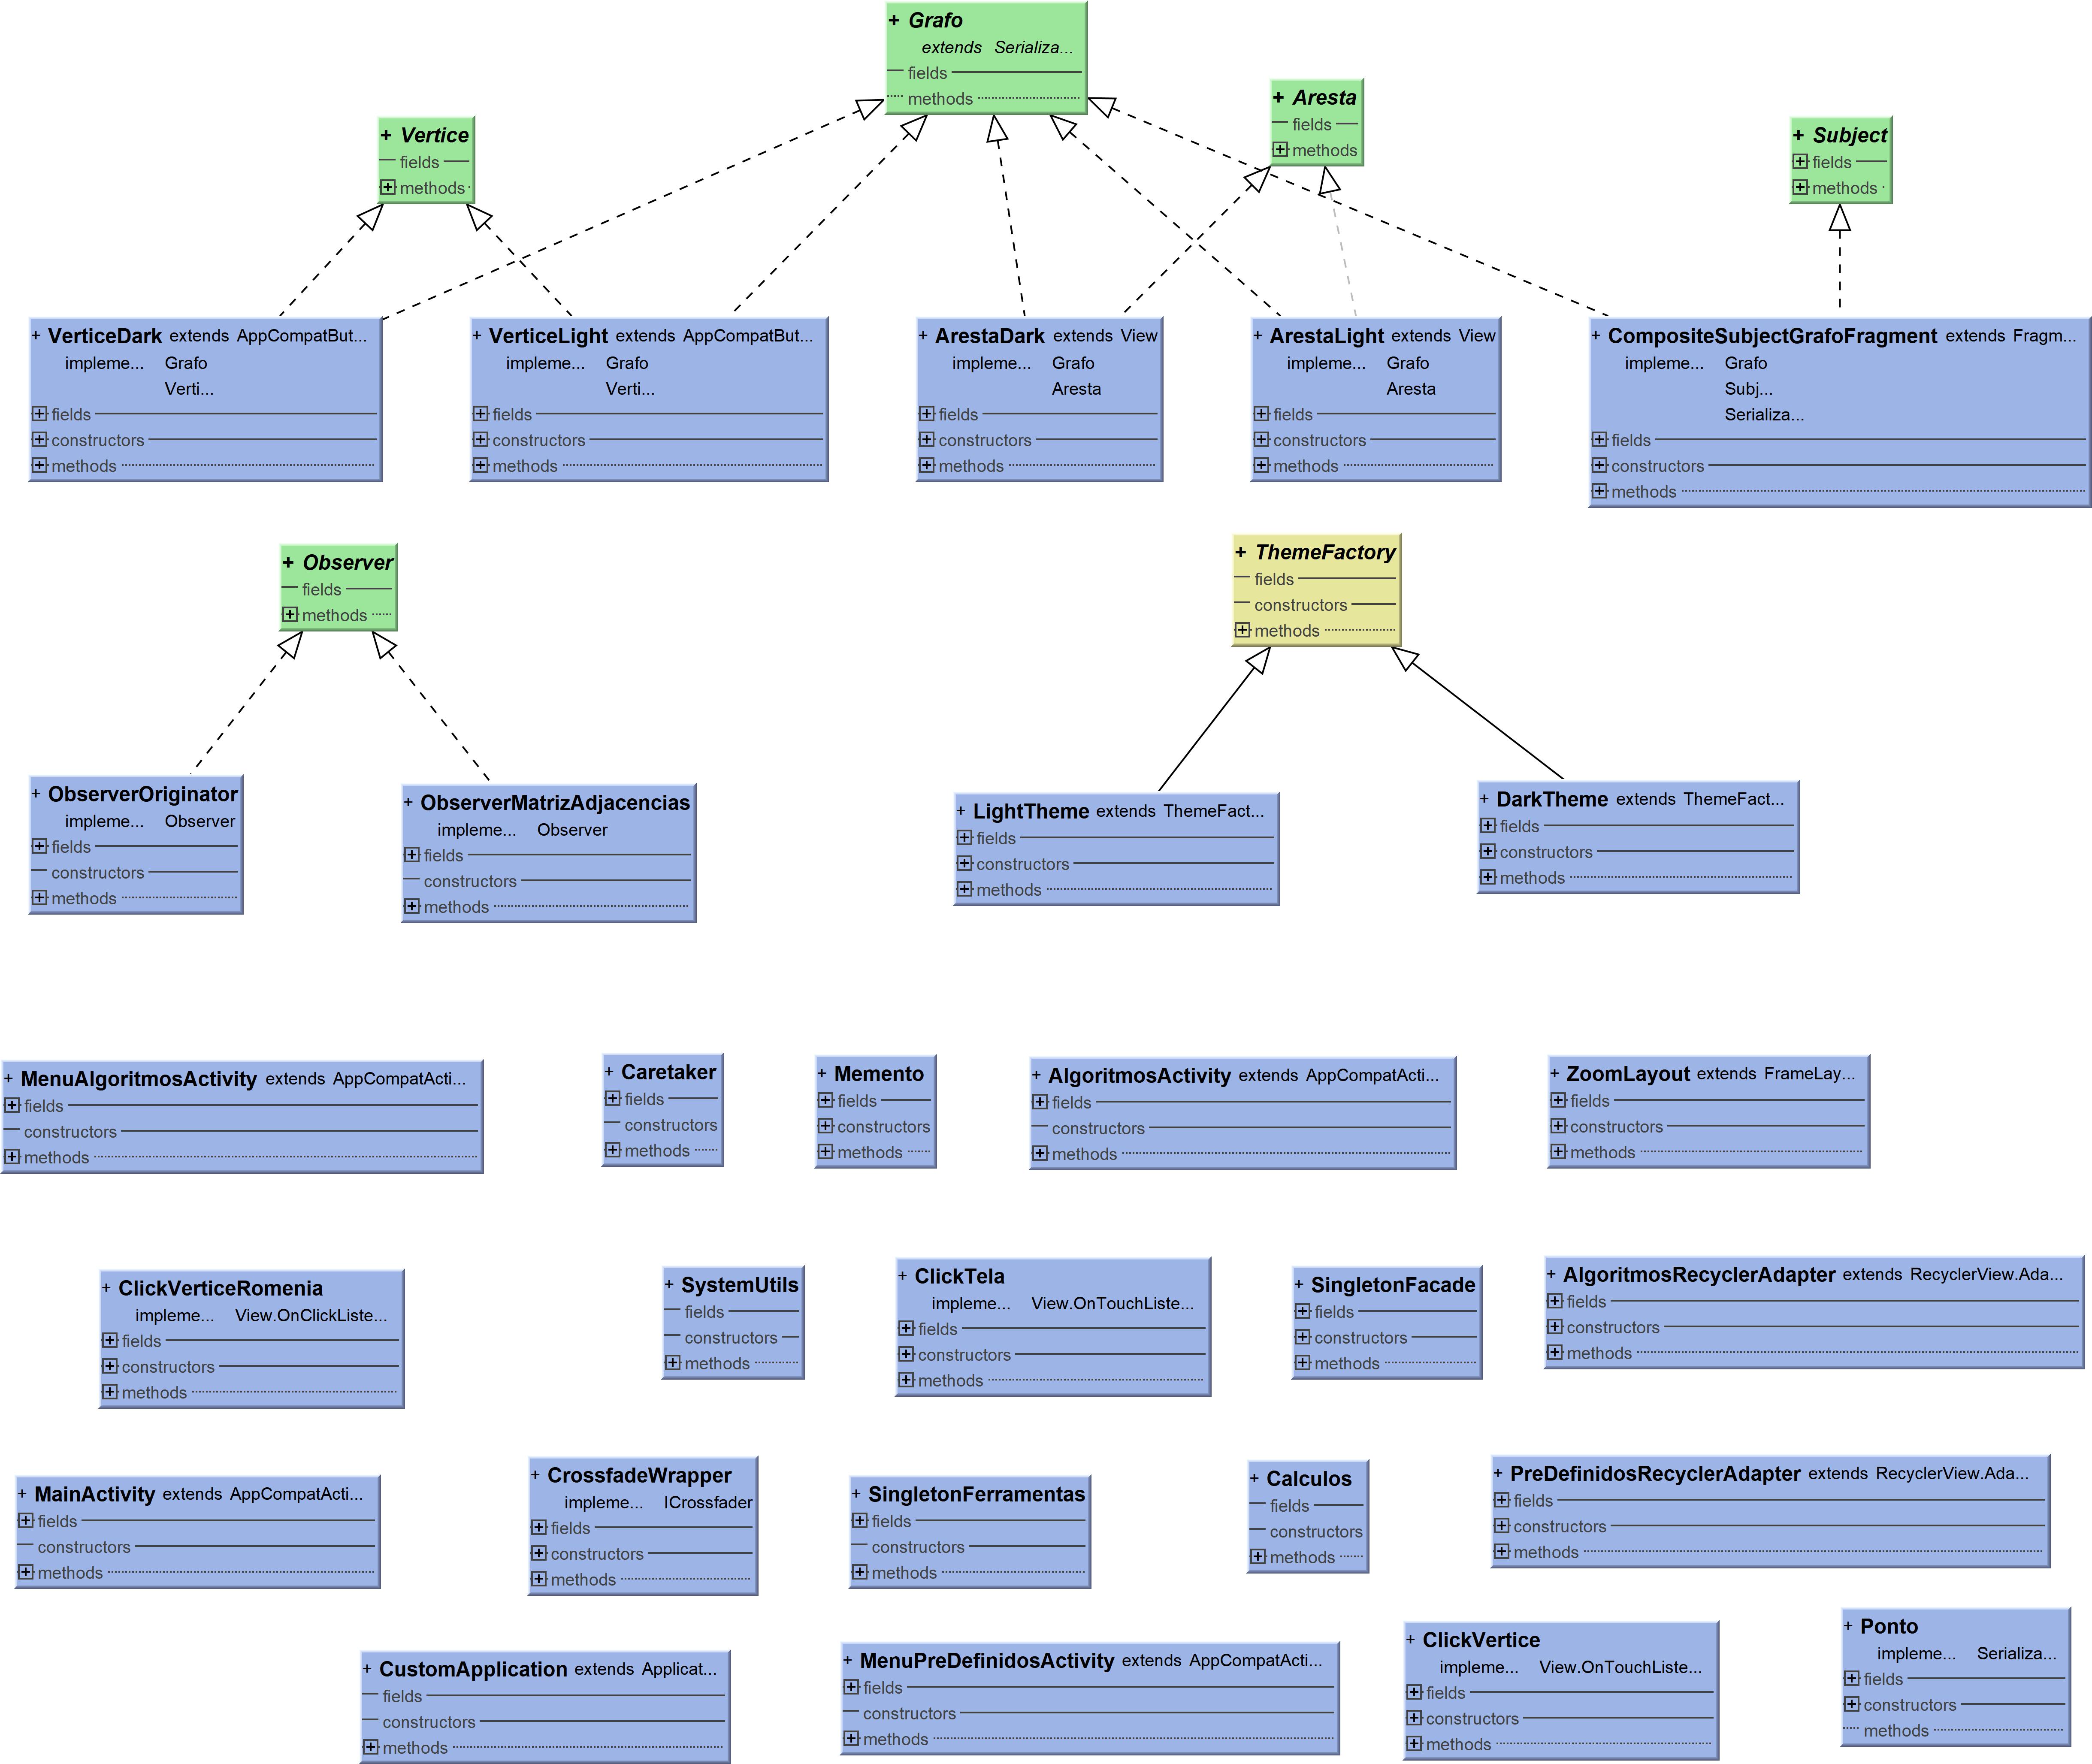 + Grafo
extends Serializa...
fields
methods
+ Aresta
fields
+ methods
+ Vertice
fields
+ methods
+ Subject
+ fields
+ methods
+ VerticeDark extends AppCompatBut...
impleme... Grafo
Verti...
+ fields
+ constructors
+ methods
+ VerticeLight extends AppCompatBut...
impleme... Grafo
Verti...
+ fields
+ constructors
+ methods
+ ArestaDark extends View
impleme... Grafo
Aresta
+ fields
+ constructors
+ methods
+ ArestaLight extends View
impleme... Grafo
Aresta
+ fields
+ constructors
+ methods
+ CompositeSubjectGrafoFragment extends Fragm...
impleme... Grafo
Subj...
Serializa...
+ fields
+ constructors
+ methods
+ Observer
fields
+ methods
+ ThemeFactory
fields
constructors
+ methods
+ ObserverOriginator
impleme... Observer
+ fields
constructors
+ methods
+ ObserverMatrizAdjacencias
impleme... Observer
+ fields
constructors
+ methods
+ LightTheme extends ThemeFact...
+ fields
+ constructors
+ methods
+ DarkTheme extends ThemeFact...
+ fields
+ constructors
+ methods
+ MenuAlgoritmosActivity extends AppCompatActi...
+ fields
constructors
+ methods
+ Caretaker
+ fields
constructors
+ methods
+ Memento
+ fields
+ constructors
+ methods
+ AlgoritmosActivity extends AppCompatActi...
+ fields
constructors
+ methods
+ ZoomLayout extends FrameLay...
+ fields
+ constructors
+ methods
+ ClickVerticeRomenia
impleme... View.OnClickListe...
+ fields
+ constructors
+ methods
+ SystemUtils
fields
constructors
+ methods
+ ClickTela
impleme... View.OnTouchListe...
+ fields
+ constructors
+ methods
+ SingletonFacade
+ fields
+ constructors
+ methods
+ AlgoritmosRecyclerAdapter extends RecyclerView.Ada...
+ fields
+ constructors
+ methods
+ MainActivity extends AppCompatActi...
+ fields
constructors
+ methods
+ CrossfadeWrapper
impleme... ICrossfader
+ fields
+ constructors
+ methods
+ SingletonFerramentas
+ fields
constructors
+ methods
+ Calculos
fields
constructors
+ methods
+ PreDefinidosRecyclerAdapter extends RecyclerView.Ada...
+ fields
+ constructors
+ methods
+ CustomApplication extends Applicat...
fields
constructors
+ methods
+ MenuPreDefinidosActivity extends AppCompatActi...
+ fields
constructors
+ methods
+ ClickVertice
impleme... View.OnTouchListe...
+ fields
+ constructors
+ methods
+ Ponto
impleme... Serializa...
+ fields
+ constructors
methods